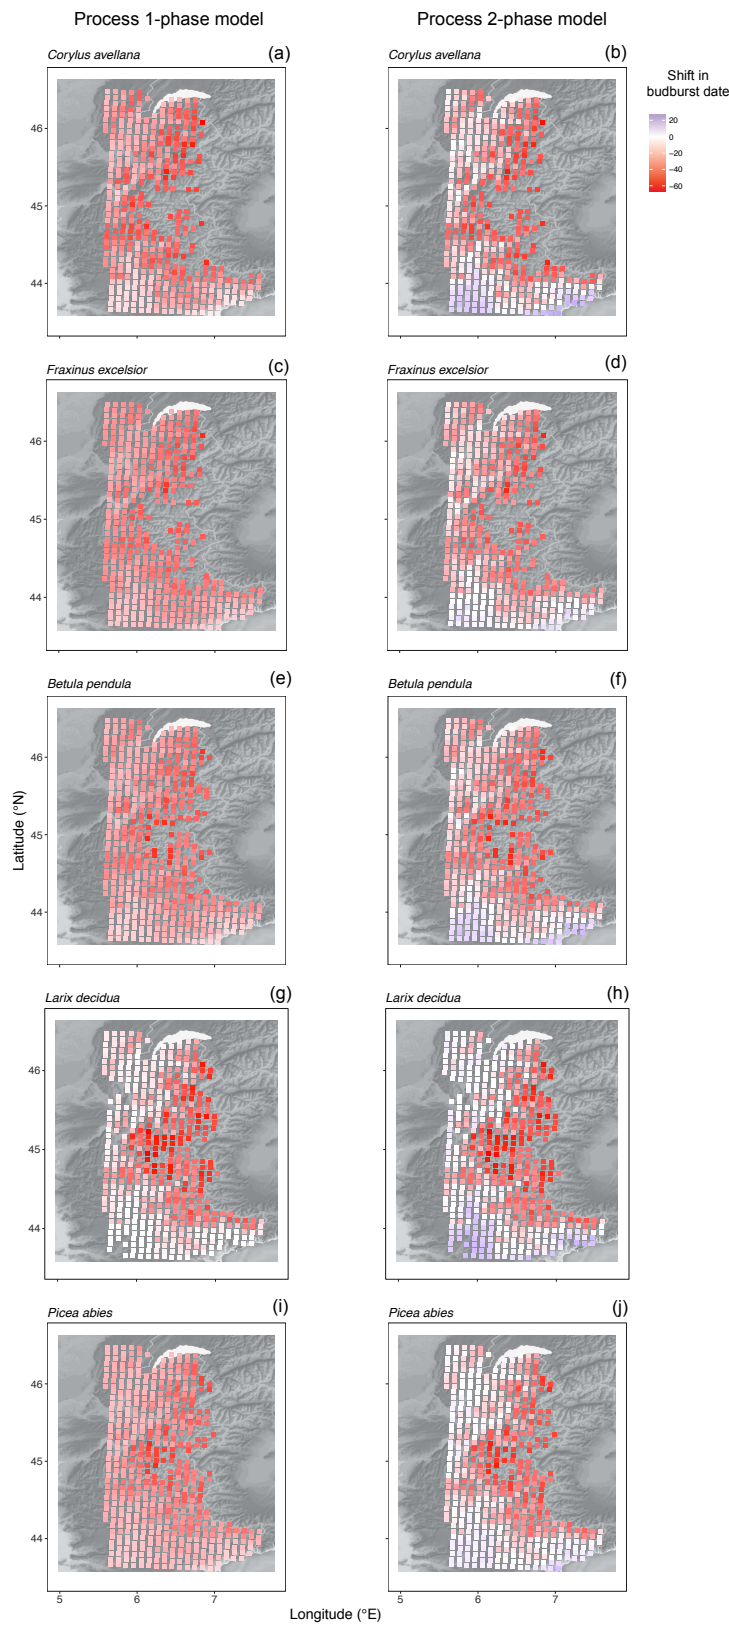 Process 1-phase model
Process 2-phase model
Corylus avellana
(a)
Corylus avellana
(b)
Shift in
budburst date
20
0
−20
−40
−60
46
45
44
Fraxinus excelsior
(c)
Fraxinus excelsior
(d)
46
45
44
Betula pendula
(e)
Betula pendula
(f)
46
45
44
Latitude (°N)
Larix decidua
(g)
Larix decidua
(h)
46
45
44
Picea abies
(i)
Picea abies
(j)
46
45
44
5
6
7
5
6
7
Longitude (°E)